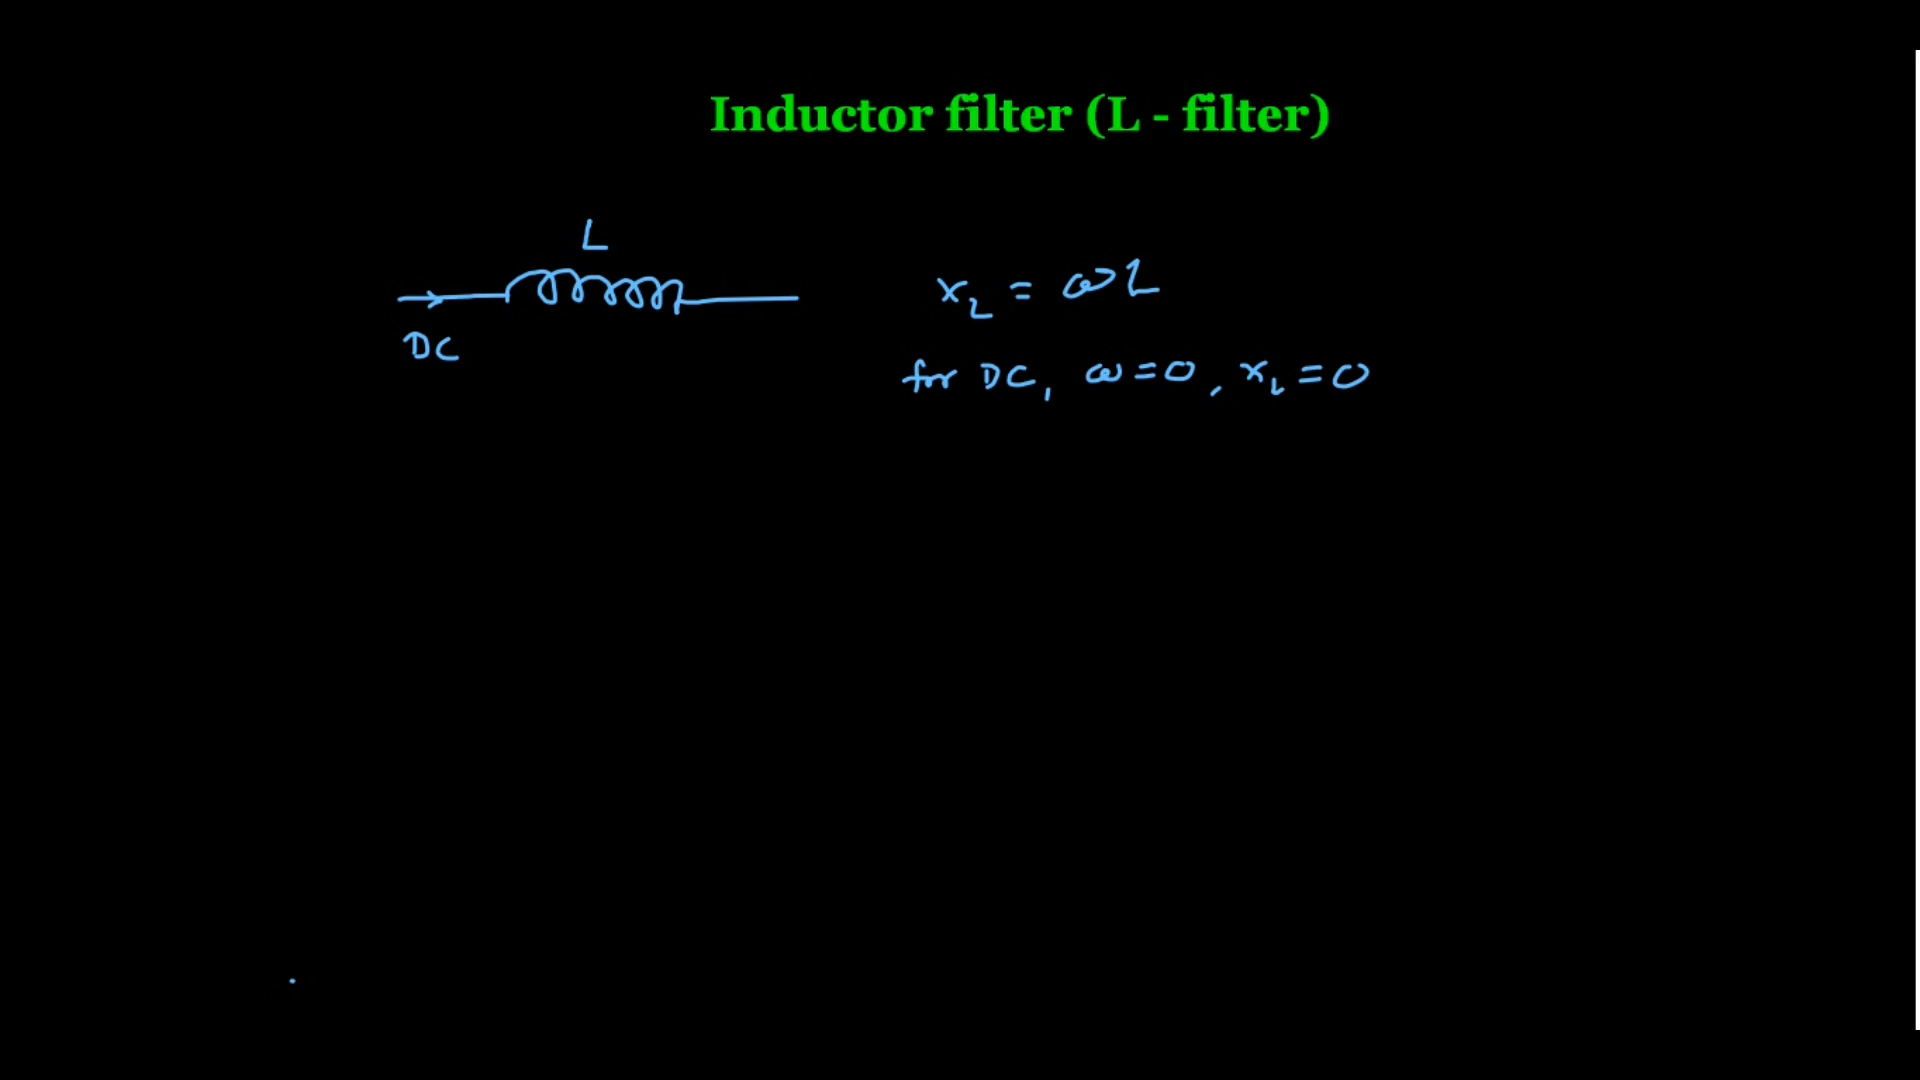 Inductor filter (L - filter)
L
DC
x_L = ωL
for DC, ω = 0, x_L = 0